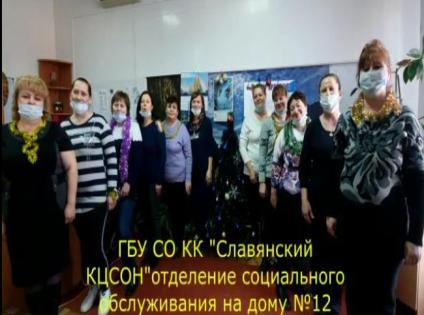 ГБУ СО КК "Славянский
КЦСОН"отделение социального
обслуживания на дому №12